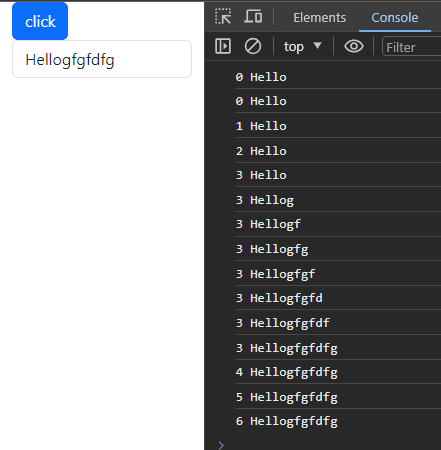 click
Hellogfgfdfg
Elements Console
top Filter
0 Hello
0 Hello
1 Hello
2 Hello
3 Hello
3 Hellog
3 Hellogf
3 Hellogfg
3 Hellogfgf
3 Hellogfgfd
3 Hellogfgfdf
3 Hellogfgfdfg
4 Hellogfgfdfg
5 Hellogfgfdfg
6 Hellogfgfdfg